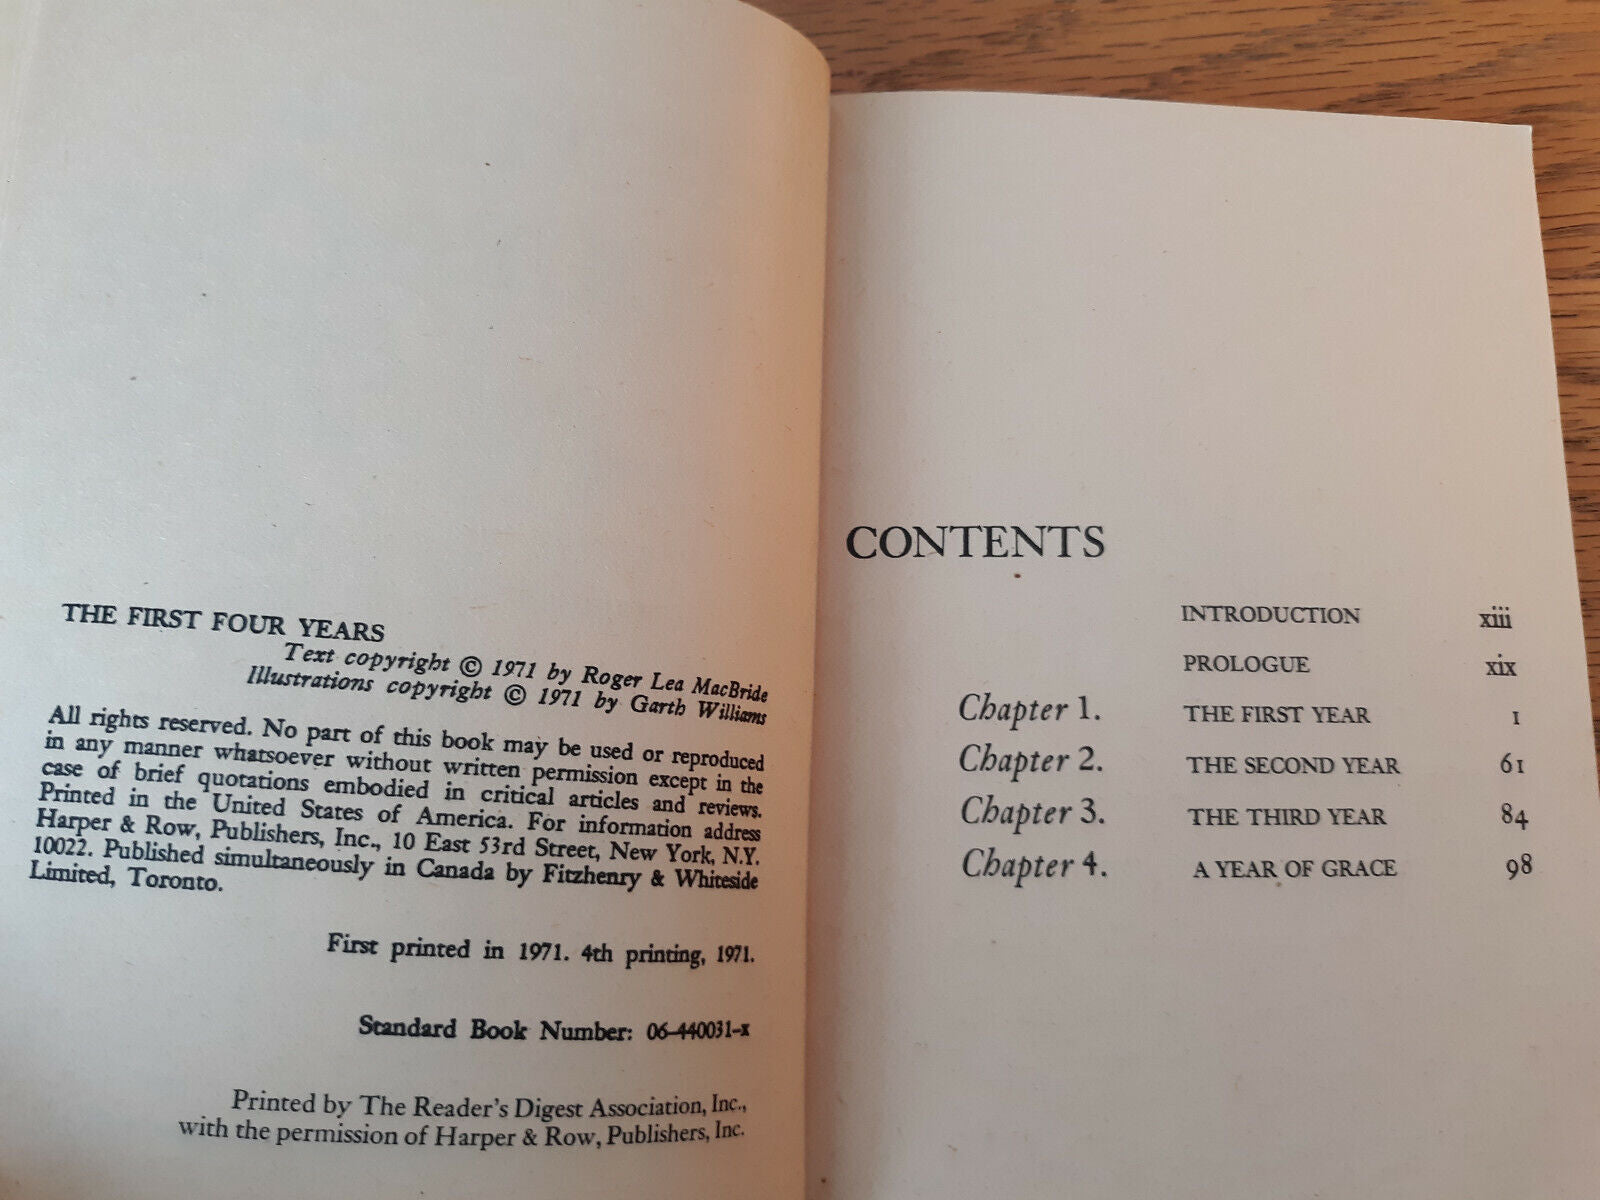 THE FIRST FOUR YEARS
Text copyright © 1971 by Roger Lea MacBride
Illustrations copyright © 1971 by Garth Williams
All rights reserved. No part of this book may be used or reproduced
in any manner whatsoever without written permission except in the
case of brief quotations embodied in critical articles and reviews.
Printed in the United States of America. For information address
Harper & Row, Publishers, Inc., 10 East 53rd Street, New York, N.Y.
10022. Published simultaneously in Canada by Fitzhenry & Whiteside
Limited, Toronto.
First printed in 1971. 4th printing, 1971.
Standard Book Number: 06-440031-x
Printed by The Reader's Digest Association, Inc.,
with the permission of Harper & Row, Publishers, Inc.
CONTENTS
INTRODUCTION xiii
PROLOGUE xix
Chapter 1. THE FIRST YEAR 1
Chapter 2. THE SECOND YEAR 61
Chapter 3. THE THIRD YEAR 84
Chapter 4. A YEAR OF GRACE 98